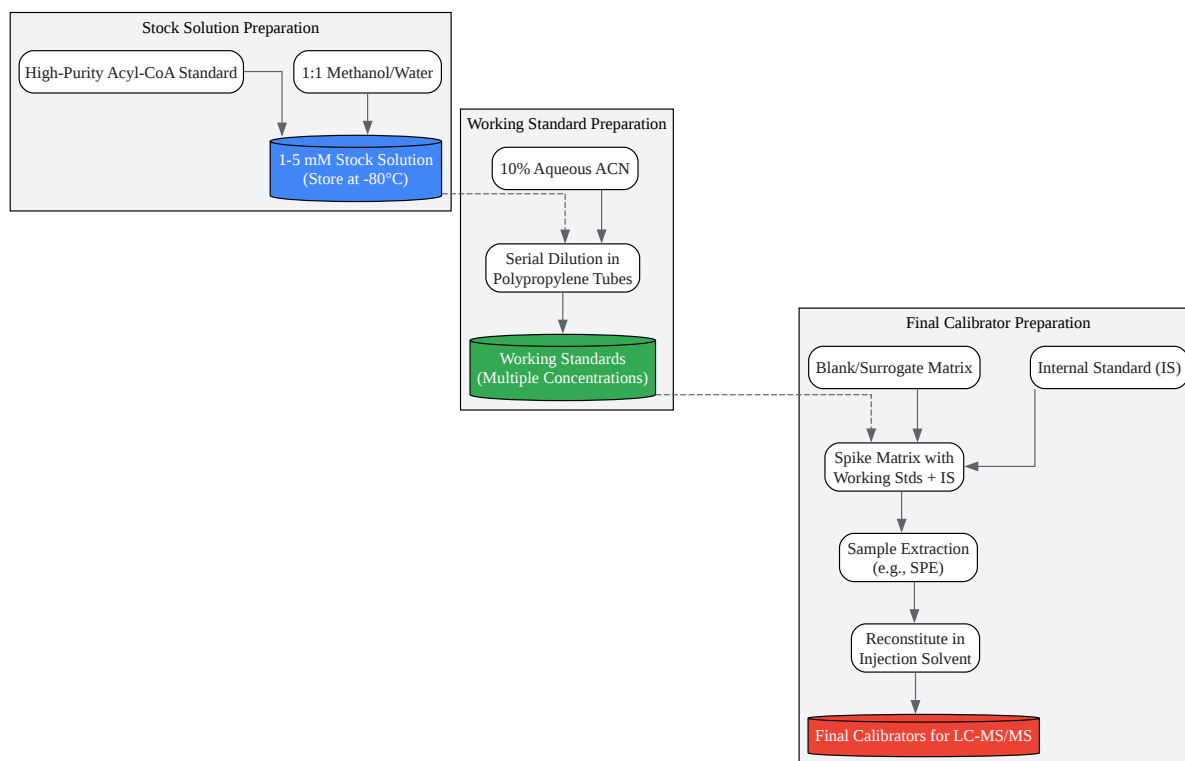 Stock Solution Preparation
High-Purity Acyl-CoA Standard
1:1 Methanol/Water
1-5 mM Stock Solution
(Store at -80°C)
Working Standard Preparation
10% Aqueous ACN
Serial Dilution in
Polypropylene Tubes
Working Standards
(Multiple Concentrations)
Final Calibrator Preparation
Blank/Surrogate Matrix
Internal Standard (IS)
Spike Matrix with
Working Stds + IS
Sample Extraction
(e.g., SPE)
Reconstitute in
Injection Solvent
Final Calibrators for LC-MS/MS